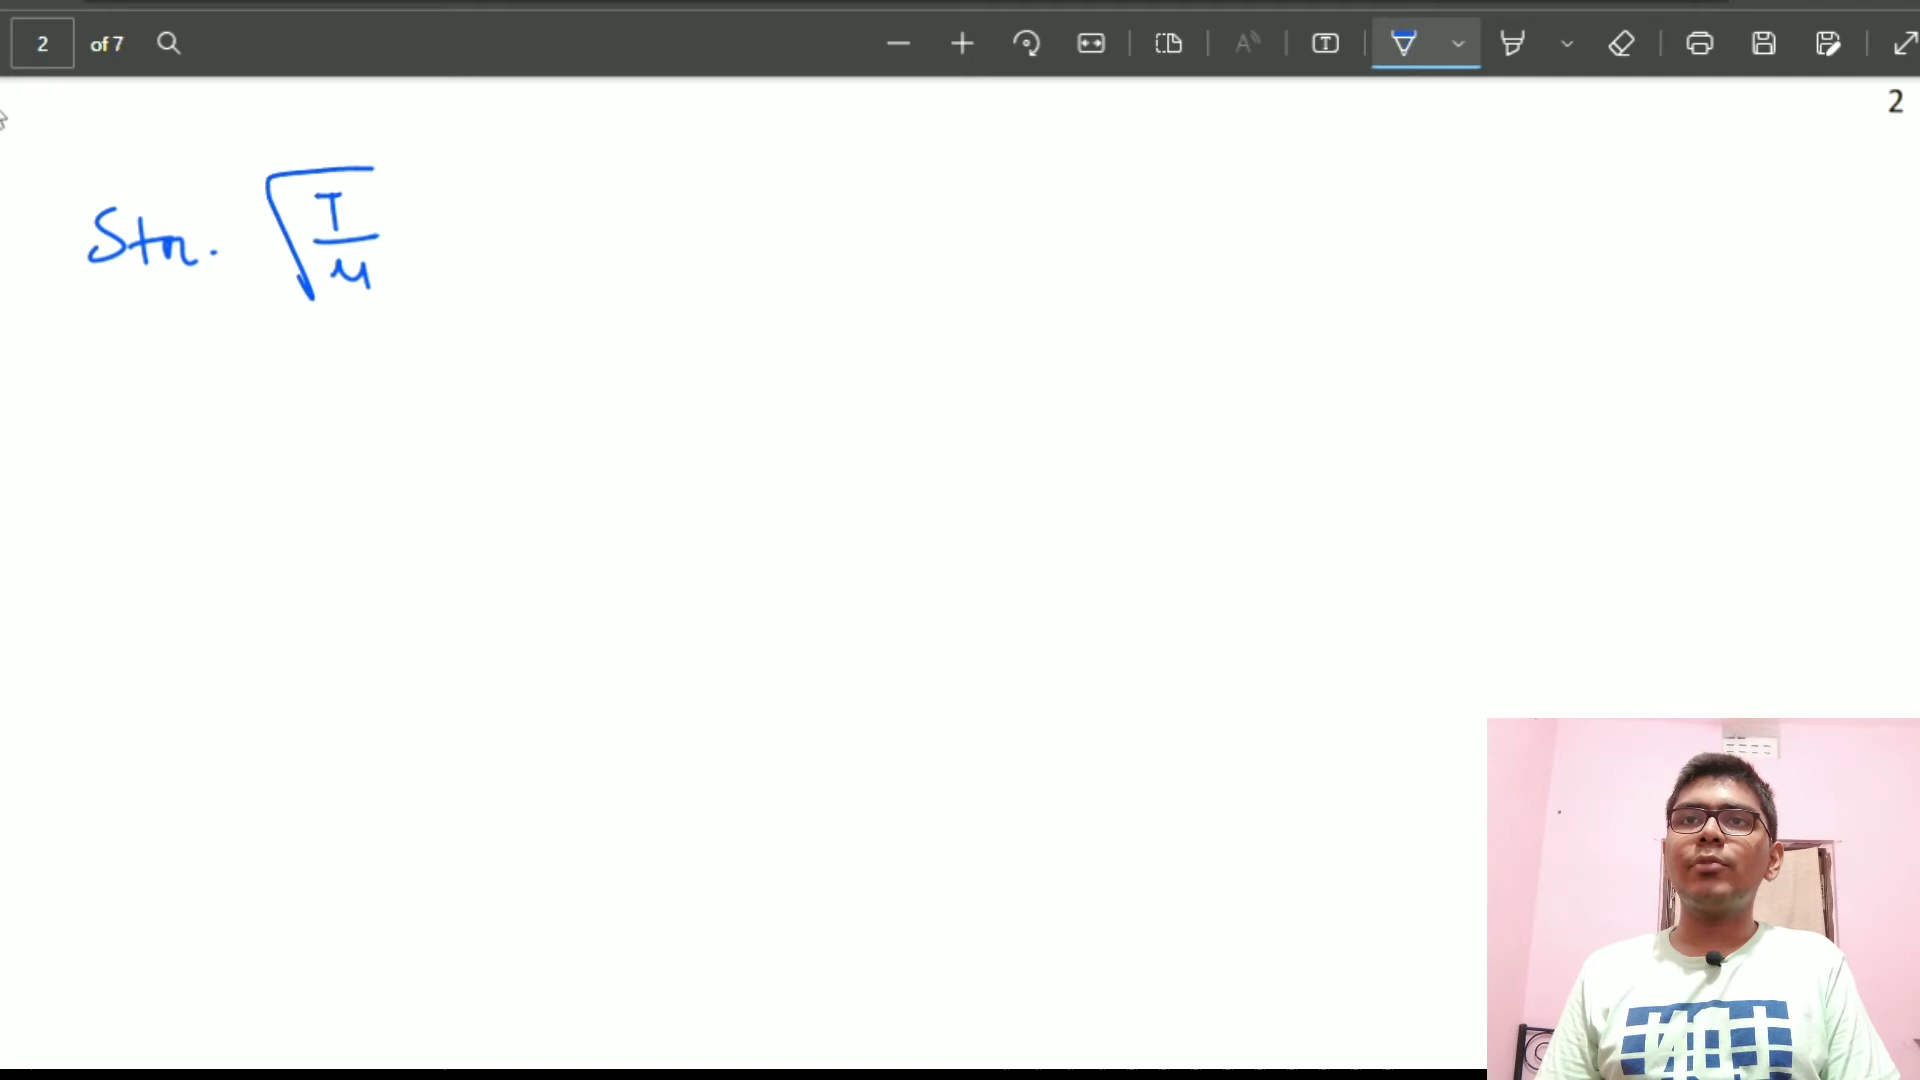 2 of 7
2
Str. √(T/μ)